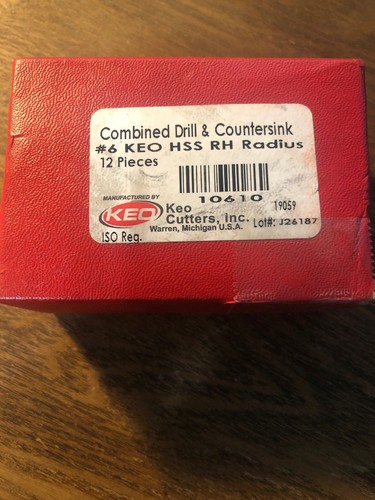 Combined Drill & Countersink
#6 KEO HSS RH Radius
12 Pieces
10610
19059
MANUFACTURED BY
KEO
Keo
Cutters, Inc.
Lot#: J26187
Warren, Michigan U.S.A.
ISO Reg.